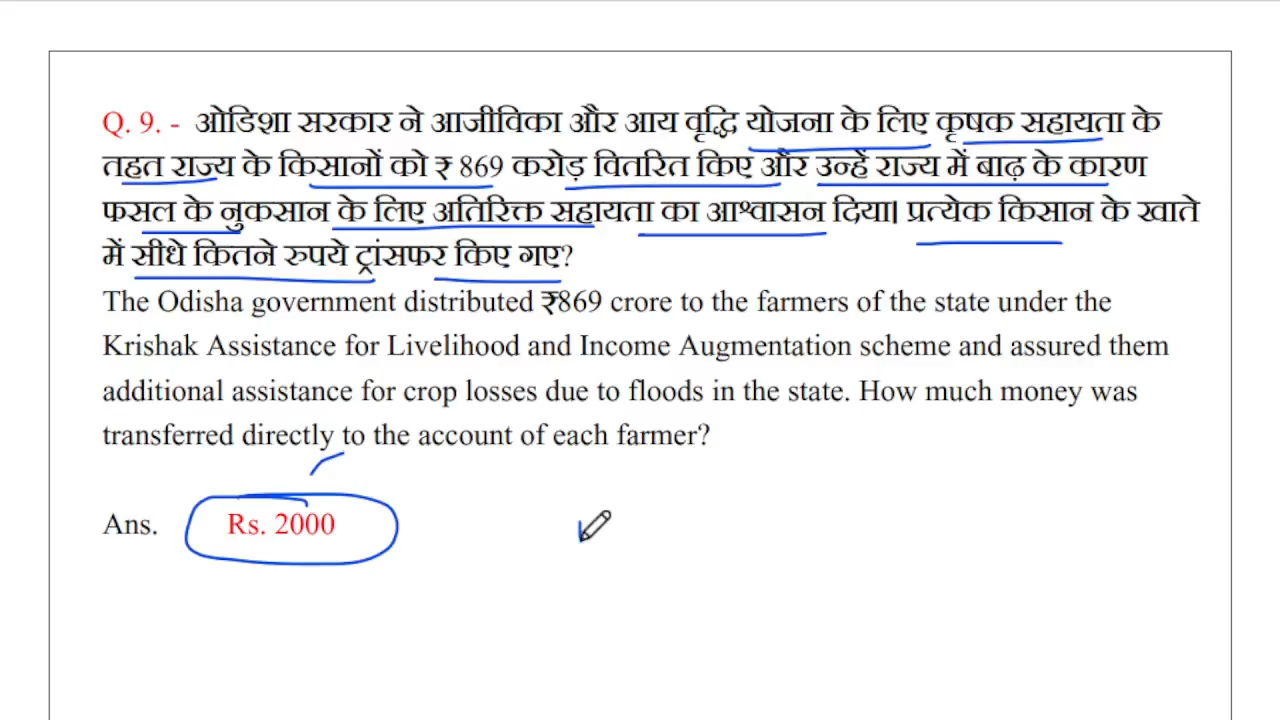 Q. 9. - ओडिशा सरकार ने आजीविका और आय वृद्धि योजना के लिए कृषक सहायता के
तहत राज्य के किसानों को ₹ 869 करोड़ वितरित किए और उन्हें राज्य में बाढ़ के कारण
फसल के नुकसान के लिए अतिरिक्त सहायता का आश्वासन दिया। प्रत्येक किसान के खाते
में सीधे कितने रुपये ट्रांसफर किए गए?
The Odisha government distributed ₹869 crore to the farmers of the state under the
Krishak Assistance for Livelihood and Income Augmentation scheme and assured them
additional assistance for crop losses due to floods in the state. How much money was
transferred directly to the account of each farmer?
Ans. Rs. 2000